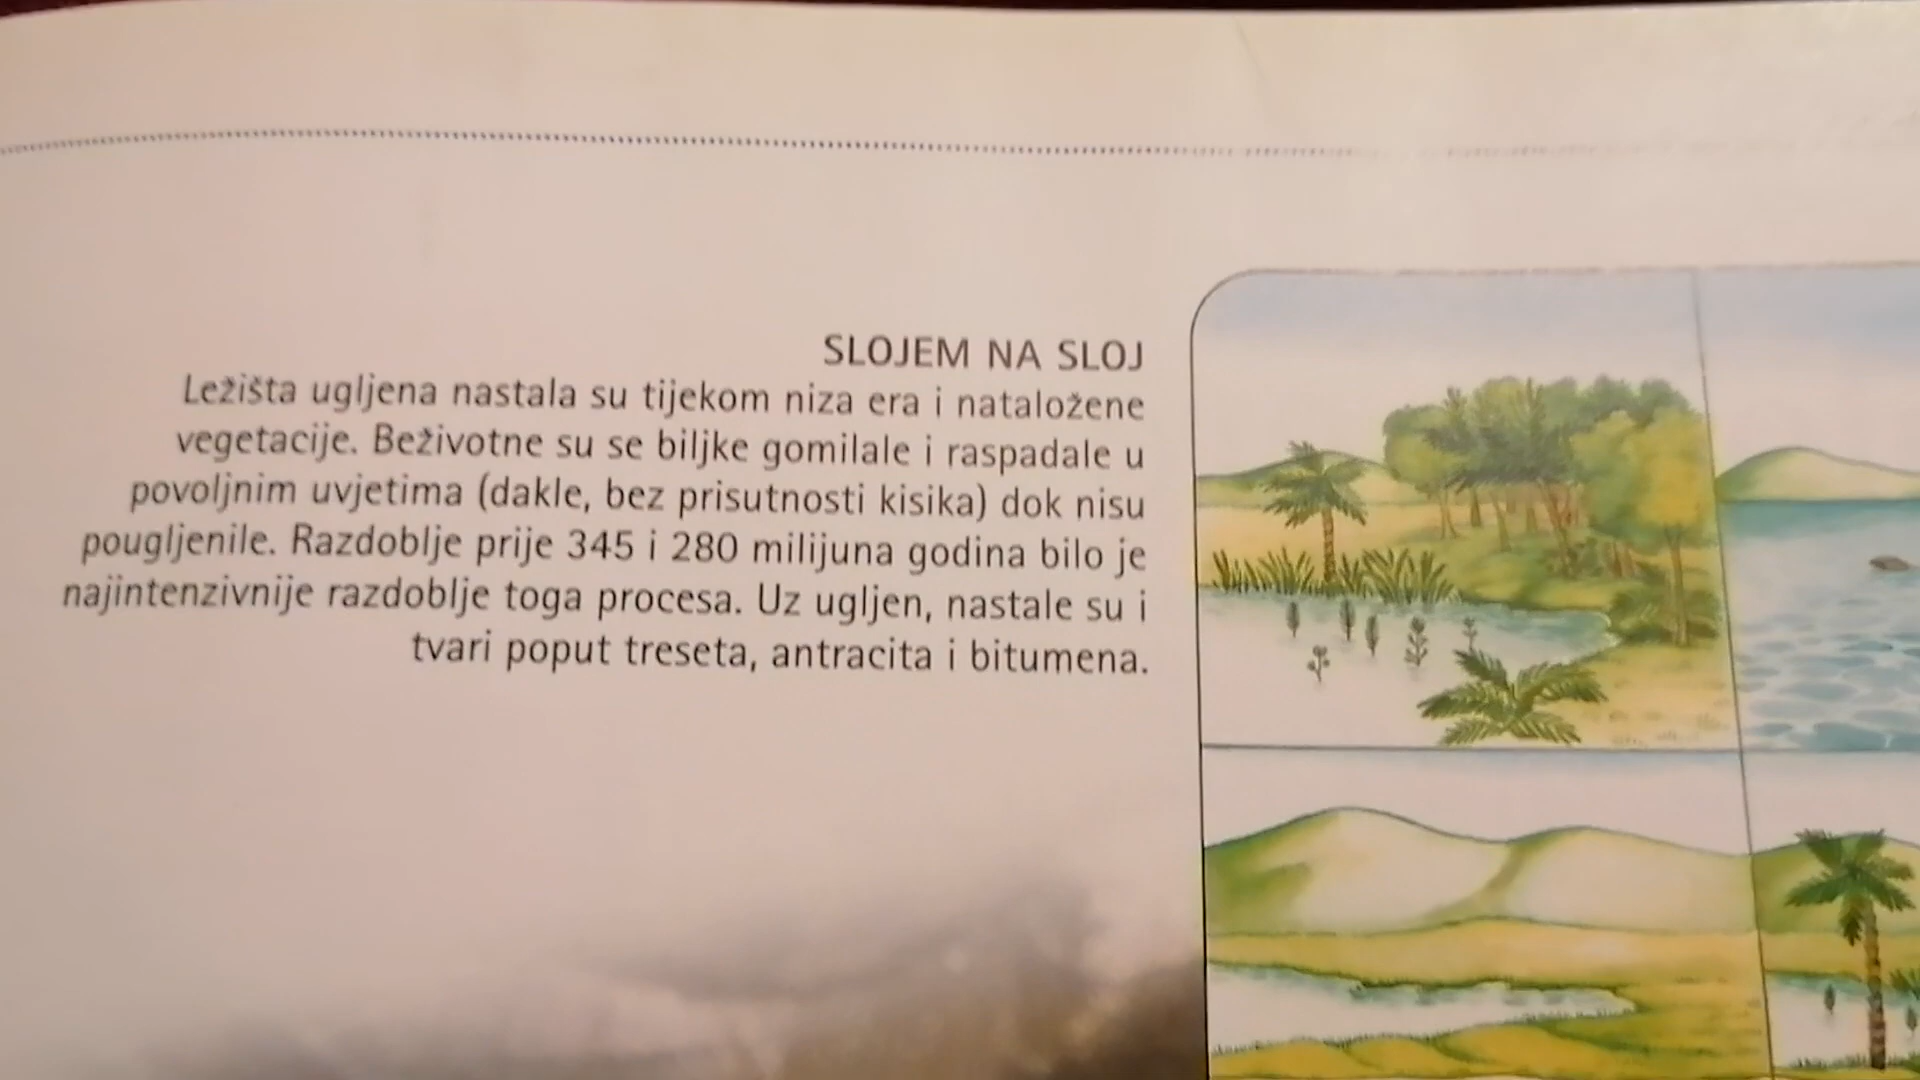 SLOJEM NA SLOJ
Ležišta ugljena nastala su tijekom niza era i nataložene
vegetacije. Beživotne su se biljke gomilale i raspadale u
povoljnim uvjetima (dakle, bez prisutnosti kisika) dok nisu
pougljenile. Razdoblje prije 345 i 280 milijuna godina bilo je
najintenzivnije razdoblje toga procesa. Uz ugljen, nastale su i
tvari poput treseta, antracita i bitumena.